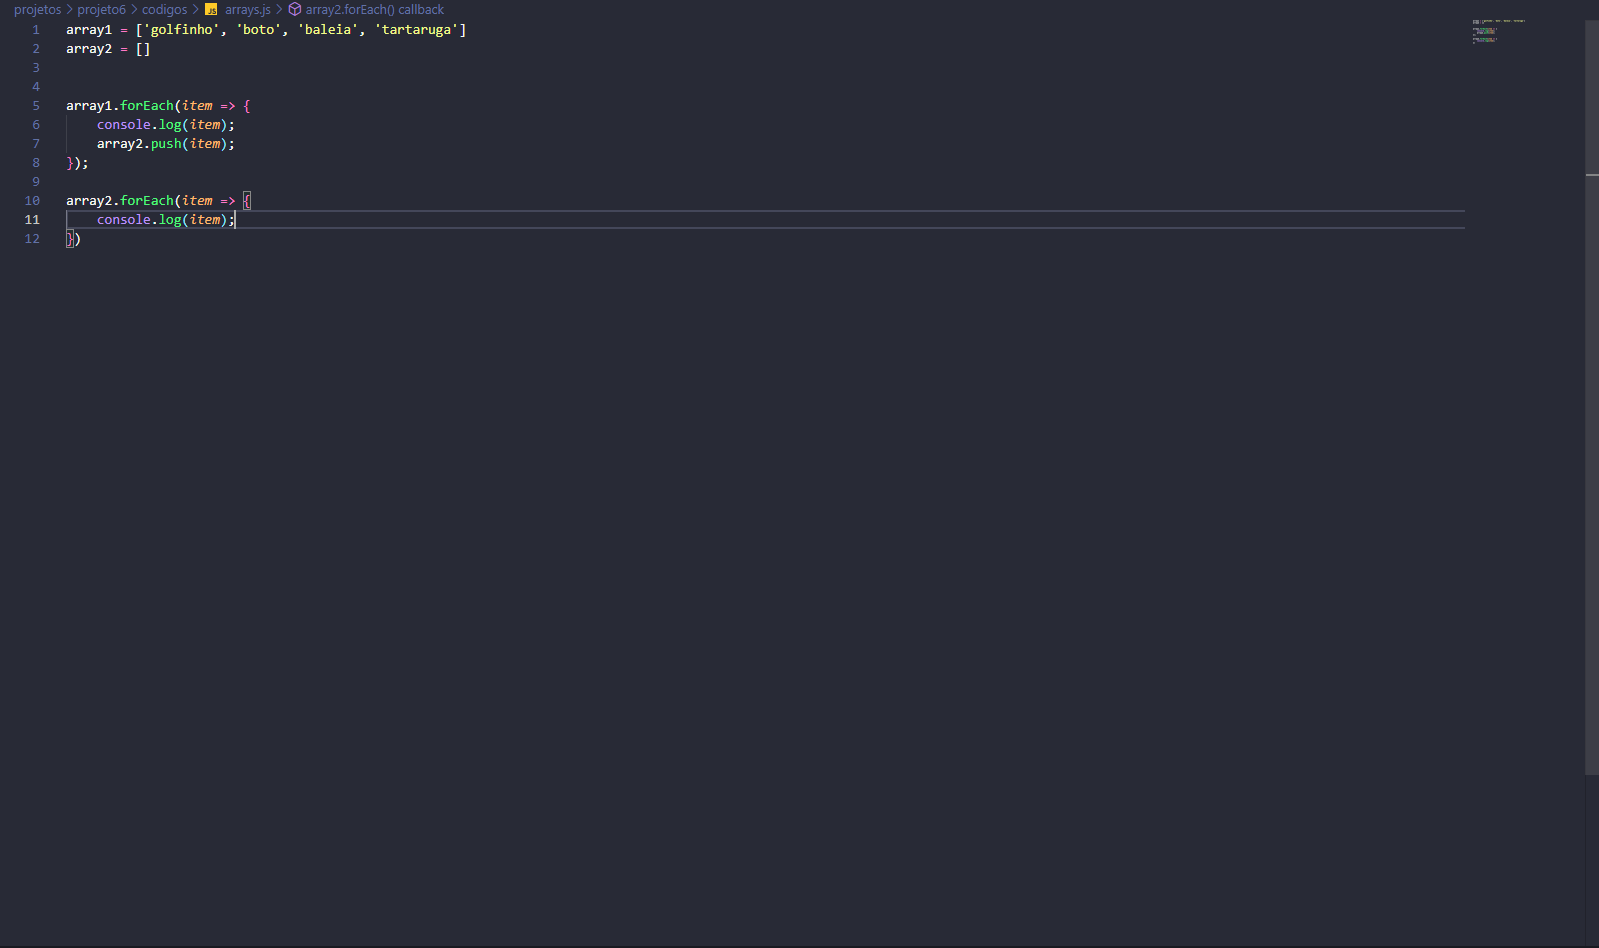 projetos > projeto6 > codigos > JS arrays.js > array2.forEach() callback
1 array1 = ['golfinho', 'boto', 'baleia', 'tartaruga']
2 array2 = []
3
4
5 array1.forEach(item => {
6     console.log(item);
7     array2.push(item);
8 });
9
10 array2.forEach(item => {
11     console.log(item);
12 })